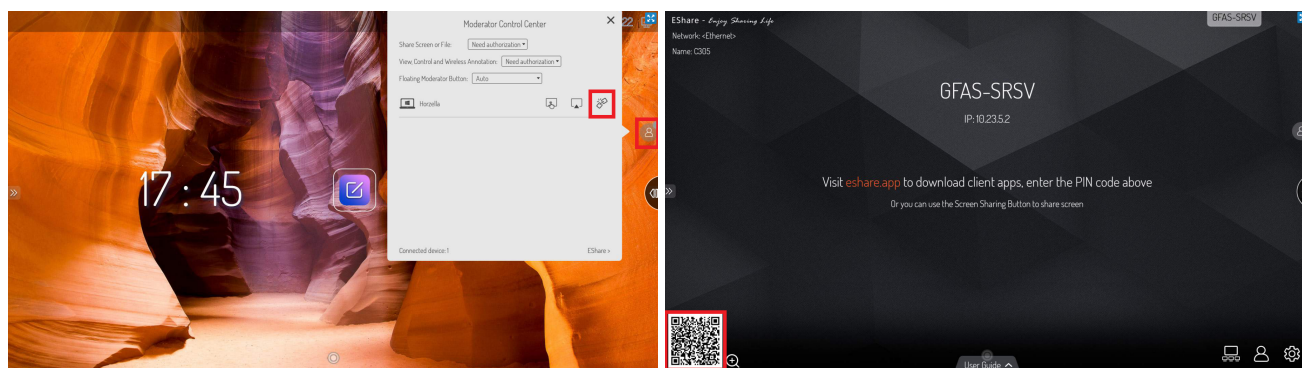 Moderator Control Center
22
Share Screen or File: Need authorization
View, Control and Wireless Annotation: Need authorization
Floating Moderator Button: Auto
Horzella
17 : 45
Connected device: 1
EShare >
EShare - Enjoy Sharing Life
GFAS-SRSV
Network: <Ethernet>
Name: C305
GFAS-SRSV
IP: 10.23.5.2
Visit eshare.app to download client apps, enter the PIN code above
Or you can use the Screen Sharing Button to share screen
User Guide